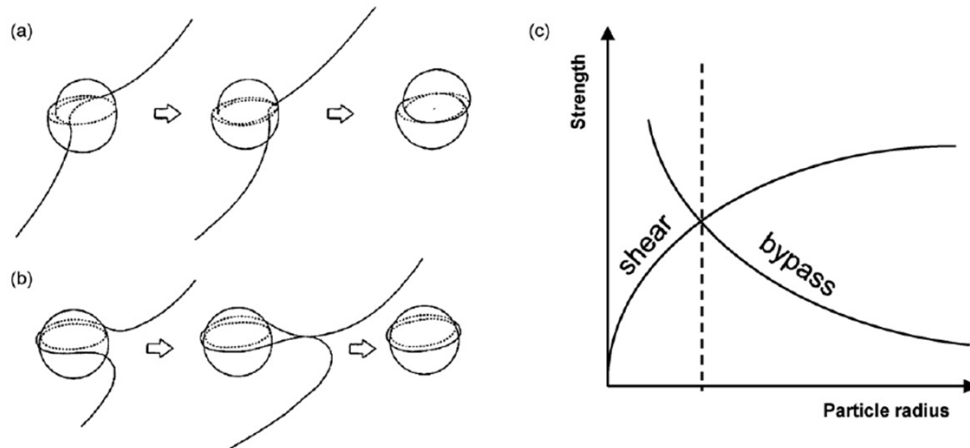 (a)
(b)
(c)
Strength
shear
bypass
Particle radius